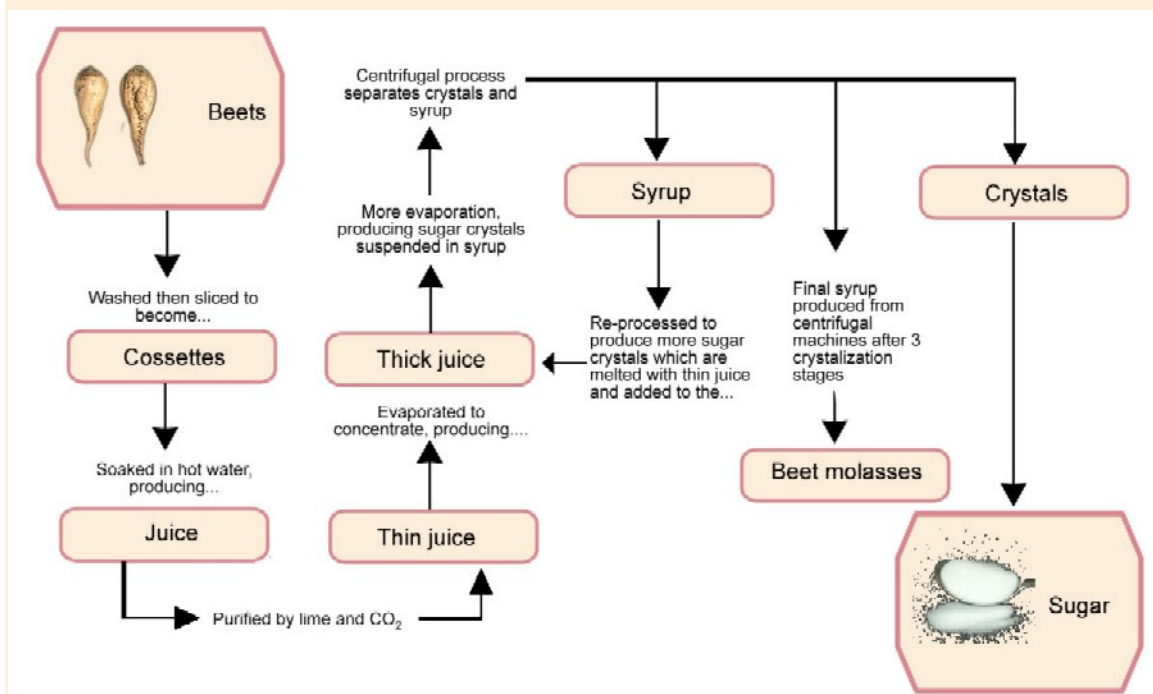 Beets
Washed then sliced to
become...
Cossettes
Soaked in hot water,
producing...
Juice
Purified by lime and CO₂
Thin juice
Evaporated to
concentrate, producing....
Thick juice
More evaporation,
producing sugar crystals
suspended in syrup
Centrifugal process
separates crystals and
syrup
Syrup
Re-processed to
produce more sugar
crystals which are
melted with thin juice
and added to the...
Final syrup
produced from
centrifugal
machines after 3
crystalization
stages
Beet molasses
Crystals
Sugar